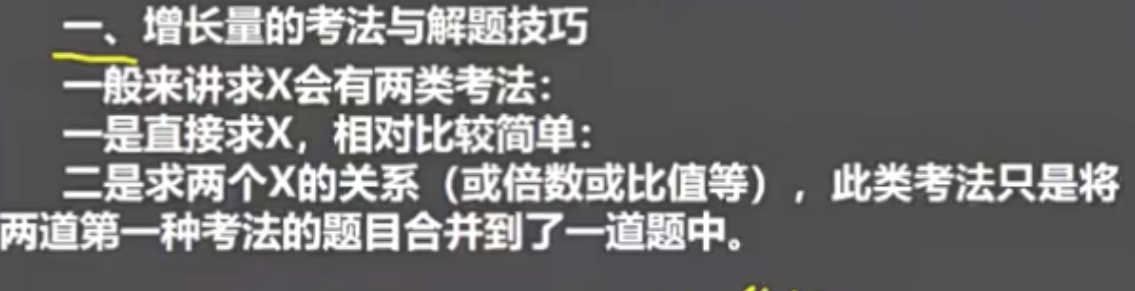 一、增长量的考法与解题技巧
一般来讲求X会有两类考法：
一是直接求X，相对比较简单：
二是求两个X的关系（或倍数或比值等），此类考法只是将
两道第一种考法的题目合并到了一道题中。